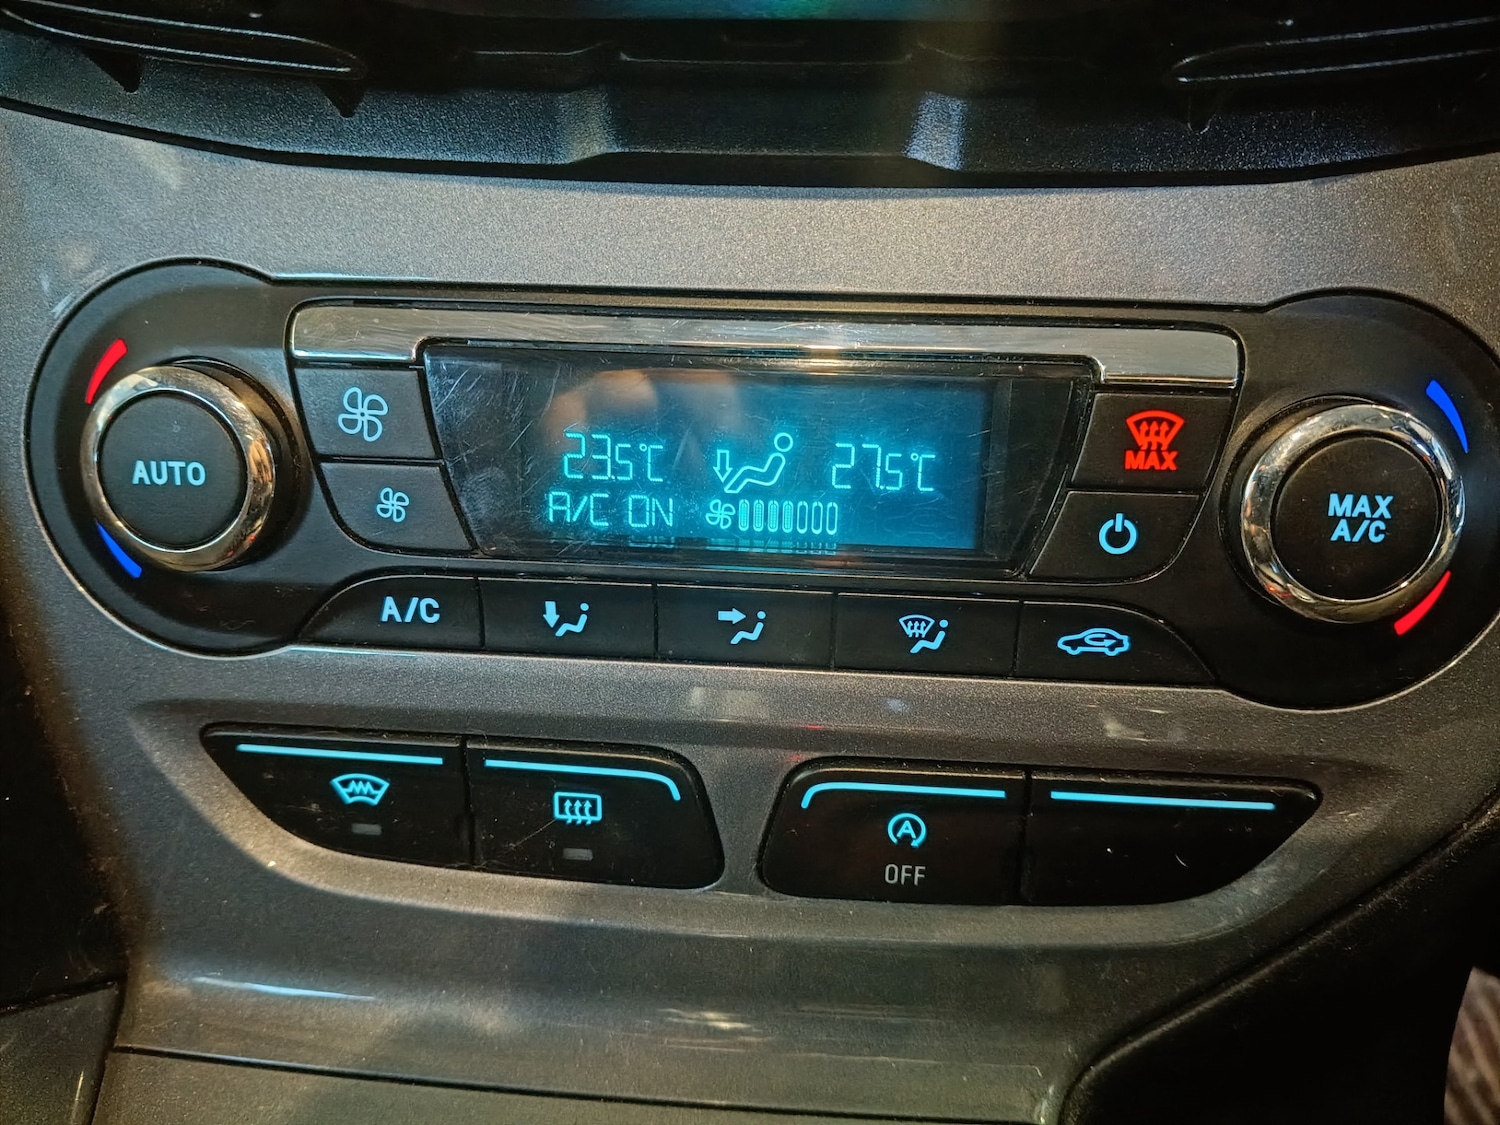 AUTO
23.5°C
27.5°C
A/C ON
MAX
MAX
A/C
A/C
A
OFF